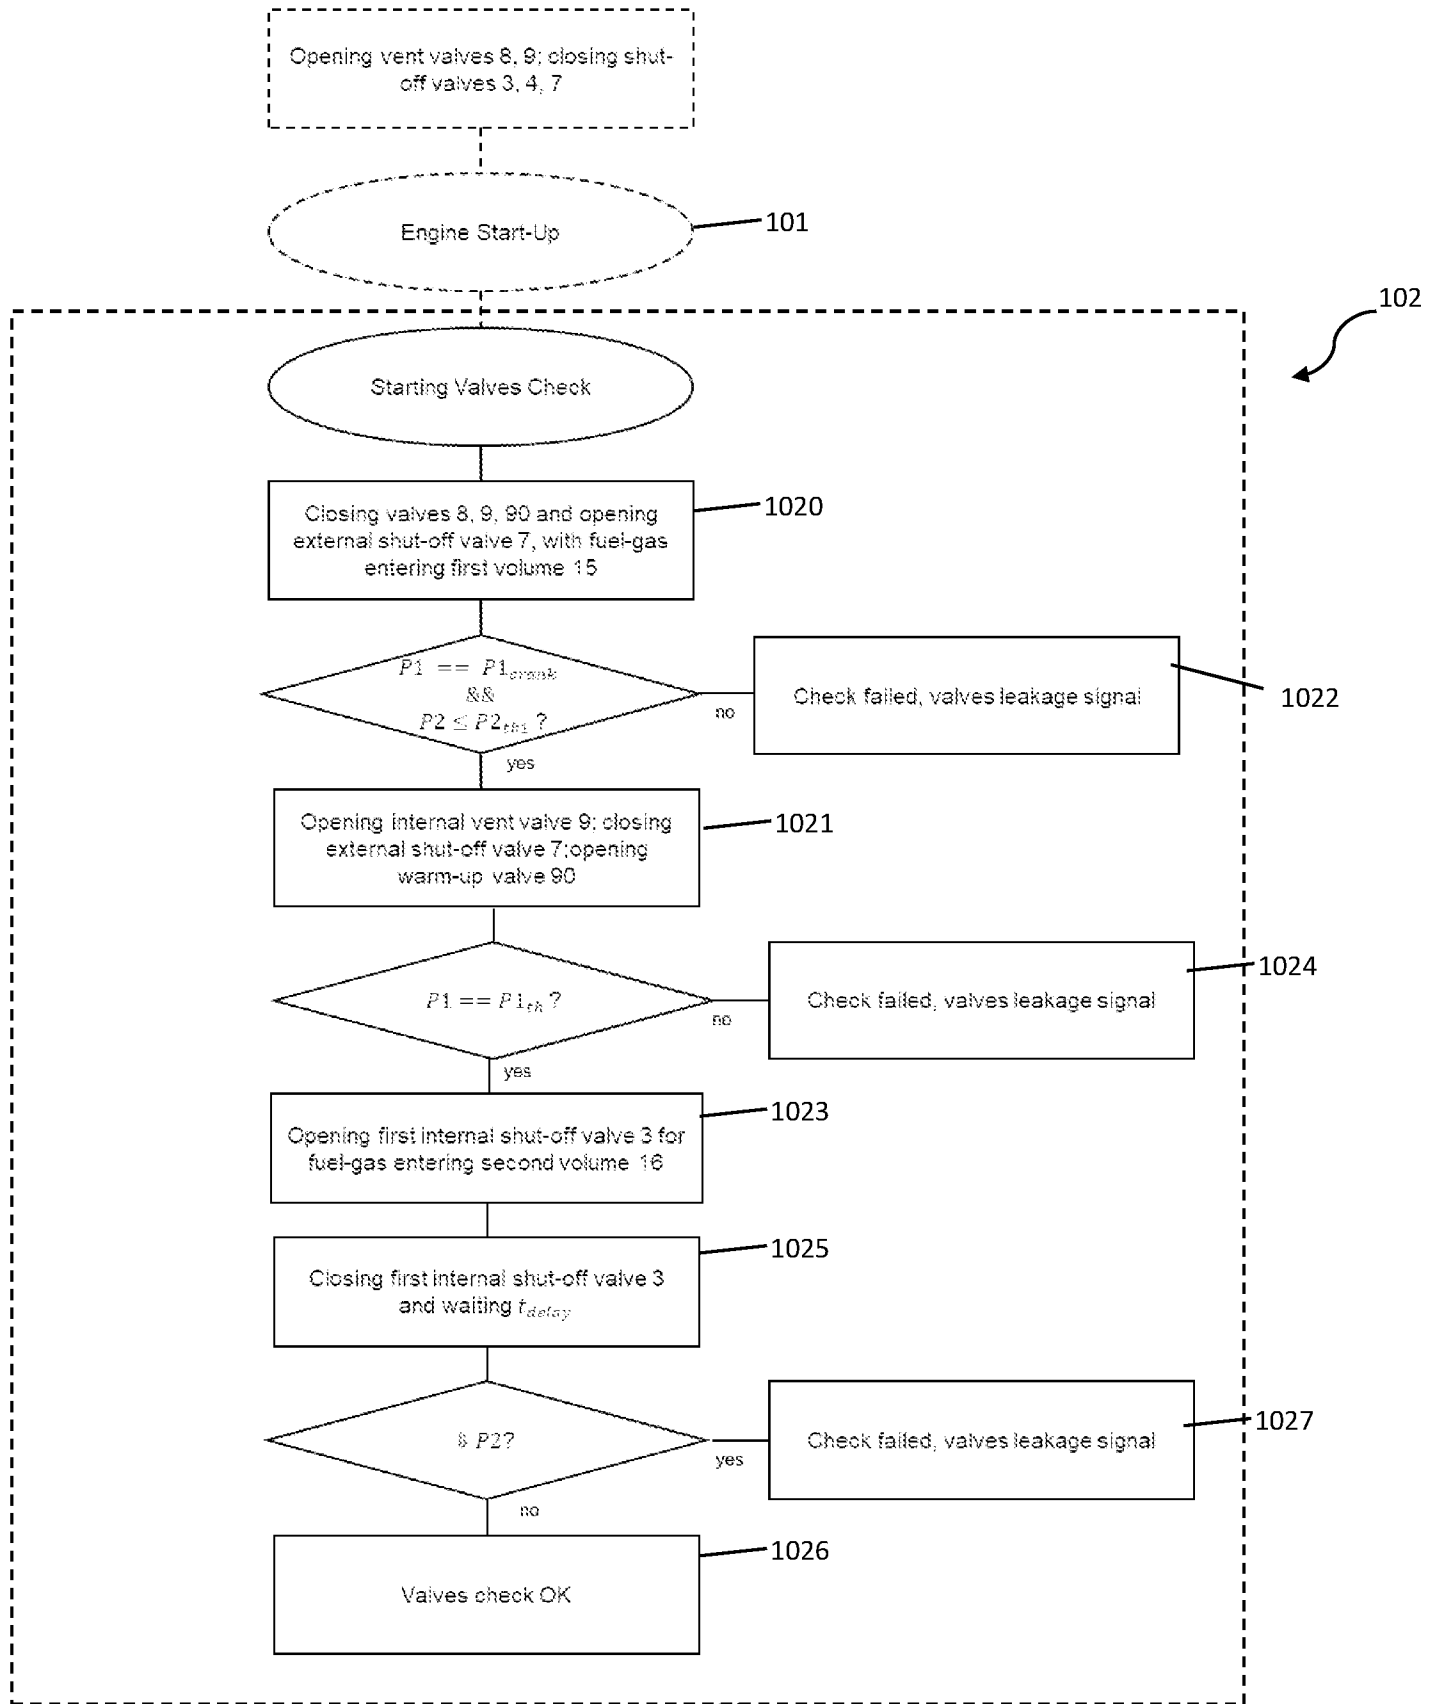 Opening vent valves 8, 9; closing shut-
off valves 3, 4, 7
Engine Start-Up
101
102
Starting Valves Check
Closing valves 8, 9, 90 and opening
external shut-off valve 7, with fuel-gas
entering first volume 15
1020
P1 == P1crank
&&
P2 ≤ P2th1 ?
no
Check failed, valves leakage signal
1022
yes
Opening internal vent valve 9; closing
external shut-off valve 7;opening
warm-up valve 90
1021
P1 == P1th ?
no
Check failed, valves leakage signal
1024
yes
Opening first internal shut-off valve 3 for
fuel-gas entering second volume 16
1023
Closing first internal shut-off valve 3
and waiting tdelay
1025
P2?
yes
Check failed, valves leakage signal
1027
no
Valves check OK
1026